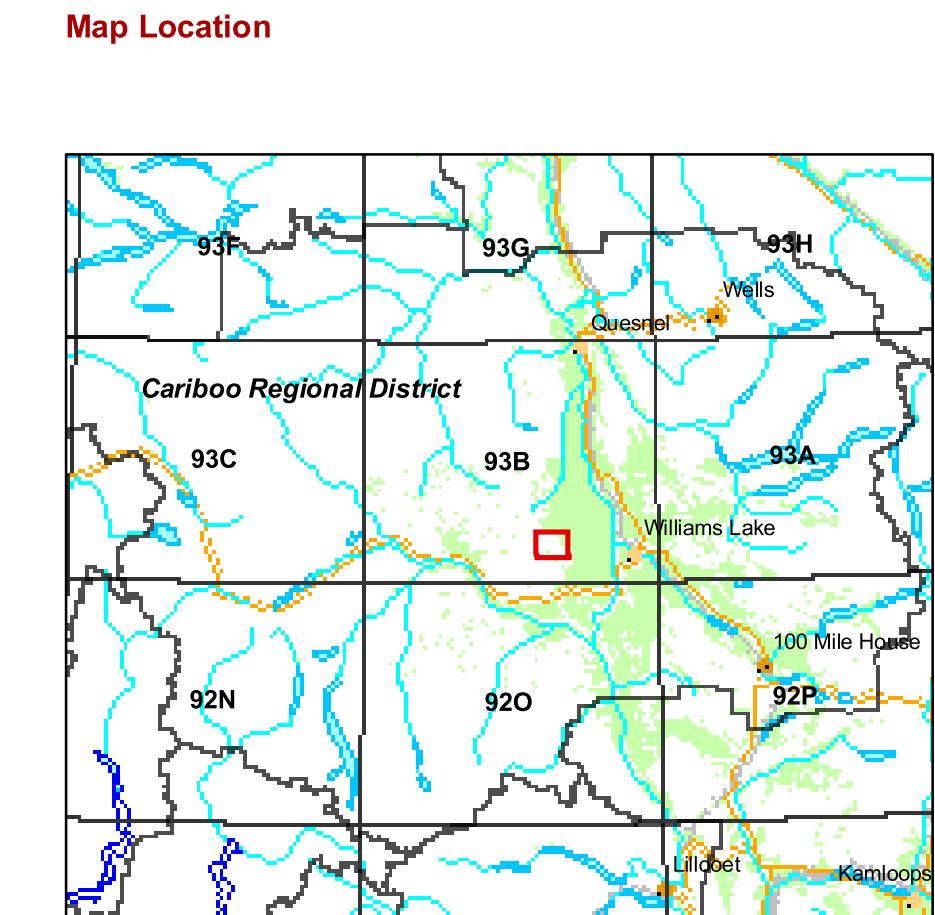 Map Location
93F
93G
93H
Wells
Quesnel
Cariboo Regional District
93C
93B
93A
Williams Lake
100 Mile House
92N
92O
92P
Lillooet
Kamloops